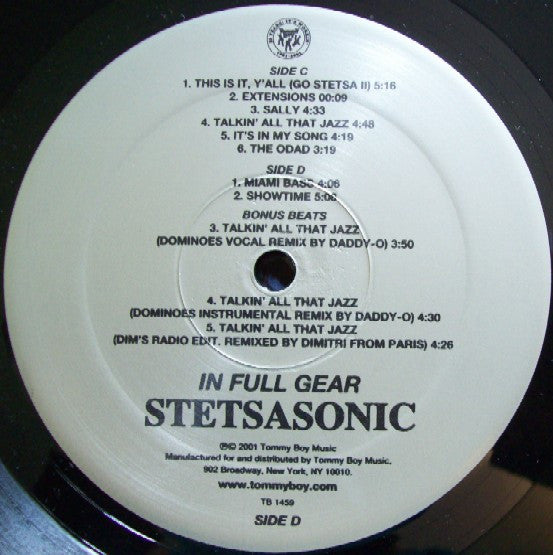 SIDE C
1. THIS IS IT, Y'ALL (GO STETSA II) 5:16
2. EXTENSIONS 00:09
3. SALLY 4:33
4. TALKIN' ALL THAT JAZZ 4:48
5. IT'S IN MY SONG 4:19
6. THE ODAD 3:19
SIDE D
1. MIAMI BASS 4:06
2. SHOWTIME 5:06
BONUS BEATS
3. TALKIN' ALL THAT JAZZ
(DOMINOES VOCAL REMIX BY DADDY-O) 3:50
4. TALKIN' ALL THAT JAZZ
(DOMINOES INSTRUMENTAL REMIX BY DADDY-O) 4:30
5. TALKIN' ALL THAT JAZZ
(DIM'S RADIO EDIT. REMIXED BY DIMITRI FROM PARIS) 4:26
IN FULL GEAR
STETSASONIC
℗© 2001 Tommy Boy Music
Manufactured for and distributed by Tommy Boy Music,
902 Broadway, New York, NY 10010.
www.tommyboy.com
TB 1459
SIDE D